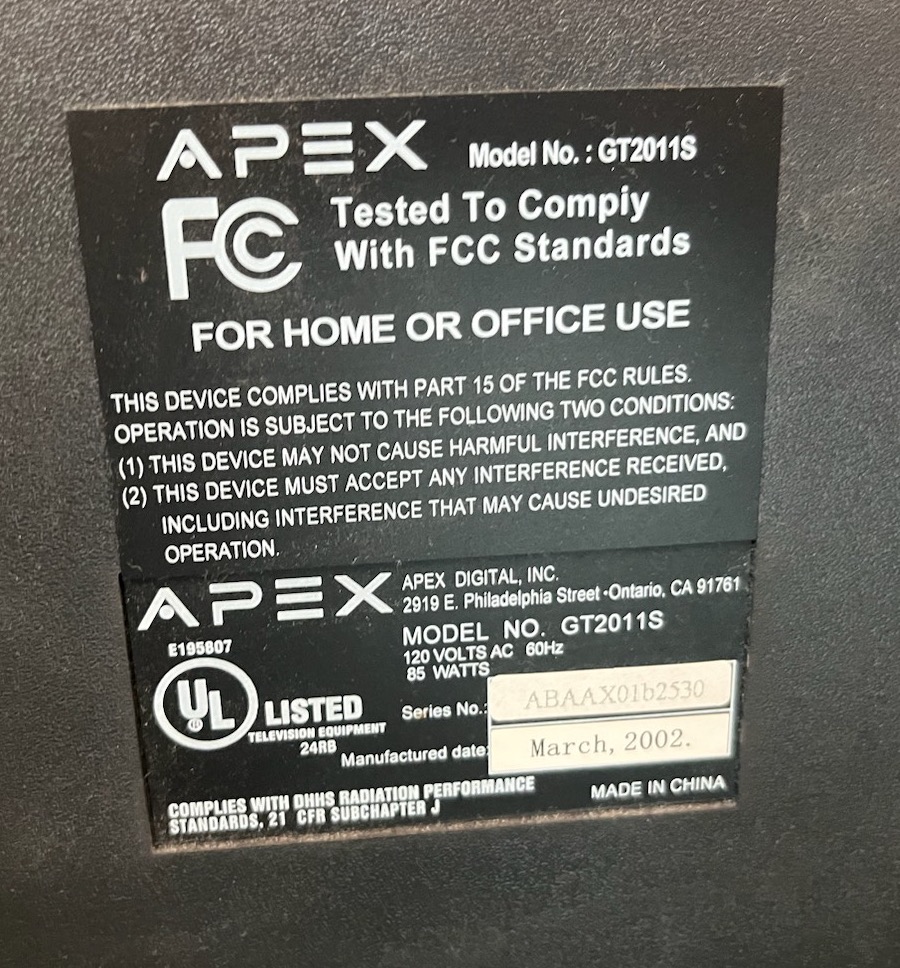 APEX Model No. : GT2011S
FC Tested To Comply
With FCC Standards
FOR HOME OR OFFICE USE
THIS DEVICE COMPLIES WITH PART 15 OF THE FCC RULES.
OPERATION IS SUBJECT TO THE FOLLOWING TWO CONDITIONS:
(1) THIS DEVICE MAY NOT CAUSE HARMFUL INTERFERENCE, AND
(2) THIS DEVICE MUST ACCEPT ANY INTERFERENCE RECEIVED,
INCLUDING INTERFERENCE THAT MAY CAUSE UNDESIRED
OPERATION.
APEX APEX DIGITAL, INC.
2919 E. Philadelphia Street •Ontario, CA 91761
MODEL NO. GT2011S
E195807
120 VOLTS AC 60Hz
85 WATTS
UL LISTED
TELEVISION EQUIPMENT
24RB
Series No.: ABAAX01b2530
Manufactured date: March, 2002.
COMPLIES WITH DHHS RADIATION PERFORMANCE
STANDARDS, 21 CFR SUBCHAPTER J
MADE IN CHINA